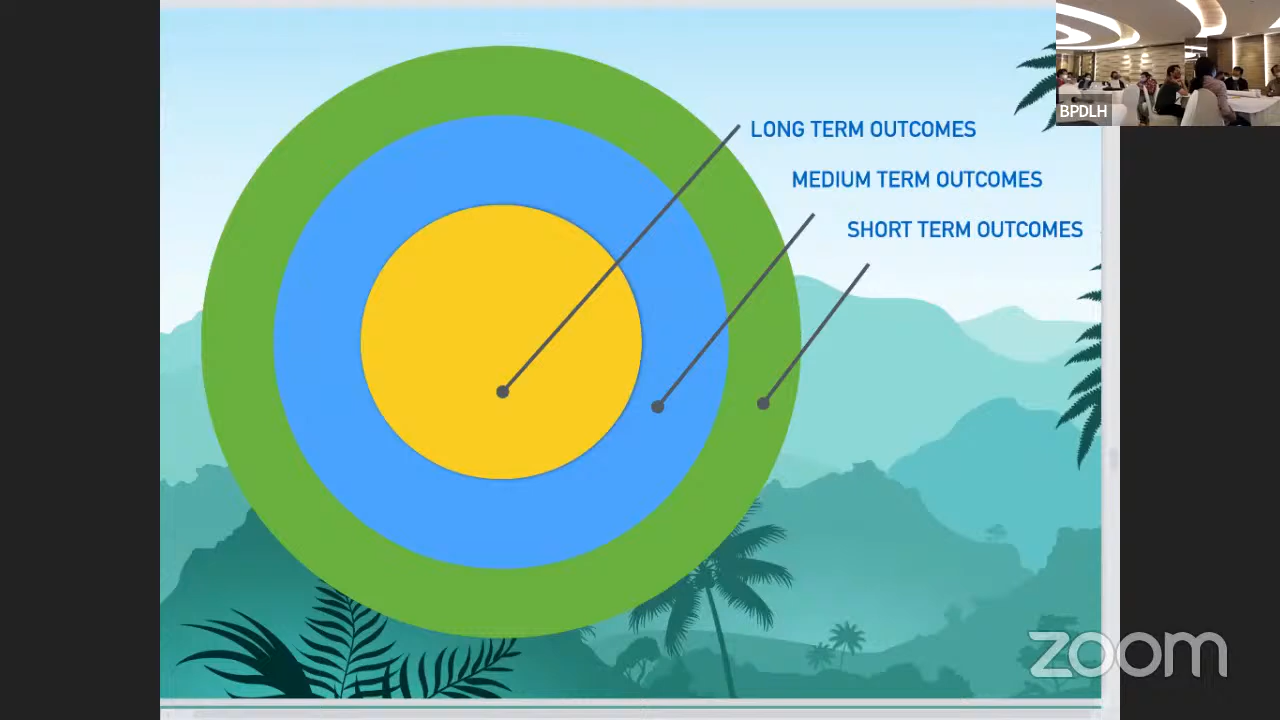 LONG TERM OUTCOMES
MEDIUM TERM OUTCOMES
SHORT TERM OUTCOMES
BPDLH
zoom